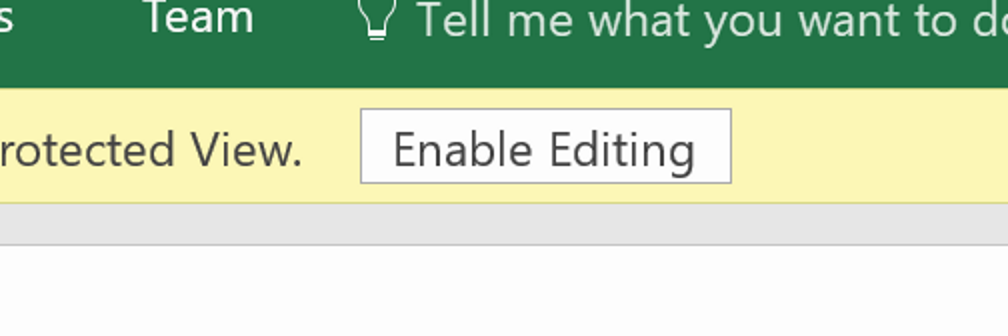 s Team Tell me what you want to do
rotected View. Enable Editing